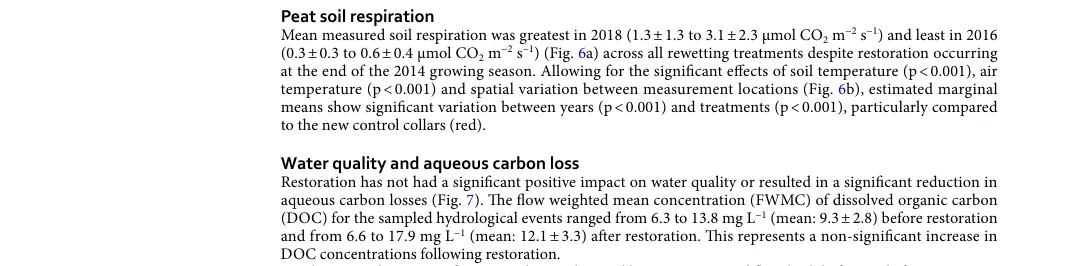 Peat soil respiration
Mean measured soil respiration was greatest in 2018 (1.3 ± 1.3 to 3.1 ± 2.3 μmol CO₂ m⁻² s⁻¹) and least in 2016
(0.3 ± 0.3 to 0.6 ± 0.4 μmol CO₂ m⁻² s⁻¹) (Fig. 6a) across all rewetting treatments despite restoration occurring
at the end of the 2014 growing season. Allowing for the significant effects of soil temperature (p < 0.001), air
temperature (p < 0.001) and spatial variation between measurement locations (Fig. 6b), estimated marginal
means show significant variation between years (p < 0.001) and treatments (p < 0.001), particularly compared
to the new control collars (red).
Water quality and aqueous carbon loss
Restoration has not had a significant positive impact on water quality or resulted in a significant reduction in
aqueous carbon losses (Fig. 7). The flow weighted mean concentration (FWMC) of dissolved organic carbon
(DOC) for the sampled hydrological events ranged from 6.3 to 13.8 mg L⁻¹ (mean: 9.3 ± 2.8) before restoration
and from 6.6 to 17.9 mg L⁻¹ (mean: 12.1 ± 3.3) after restoration. This represents a non-significant increase in
DOC concentrations following restoration.